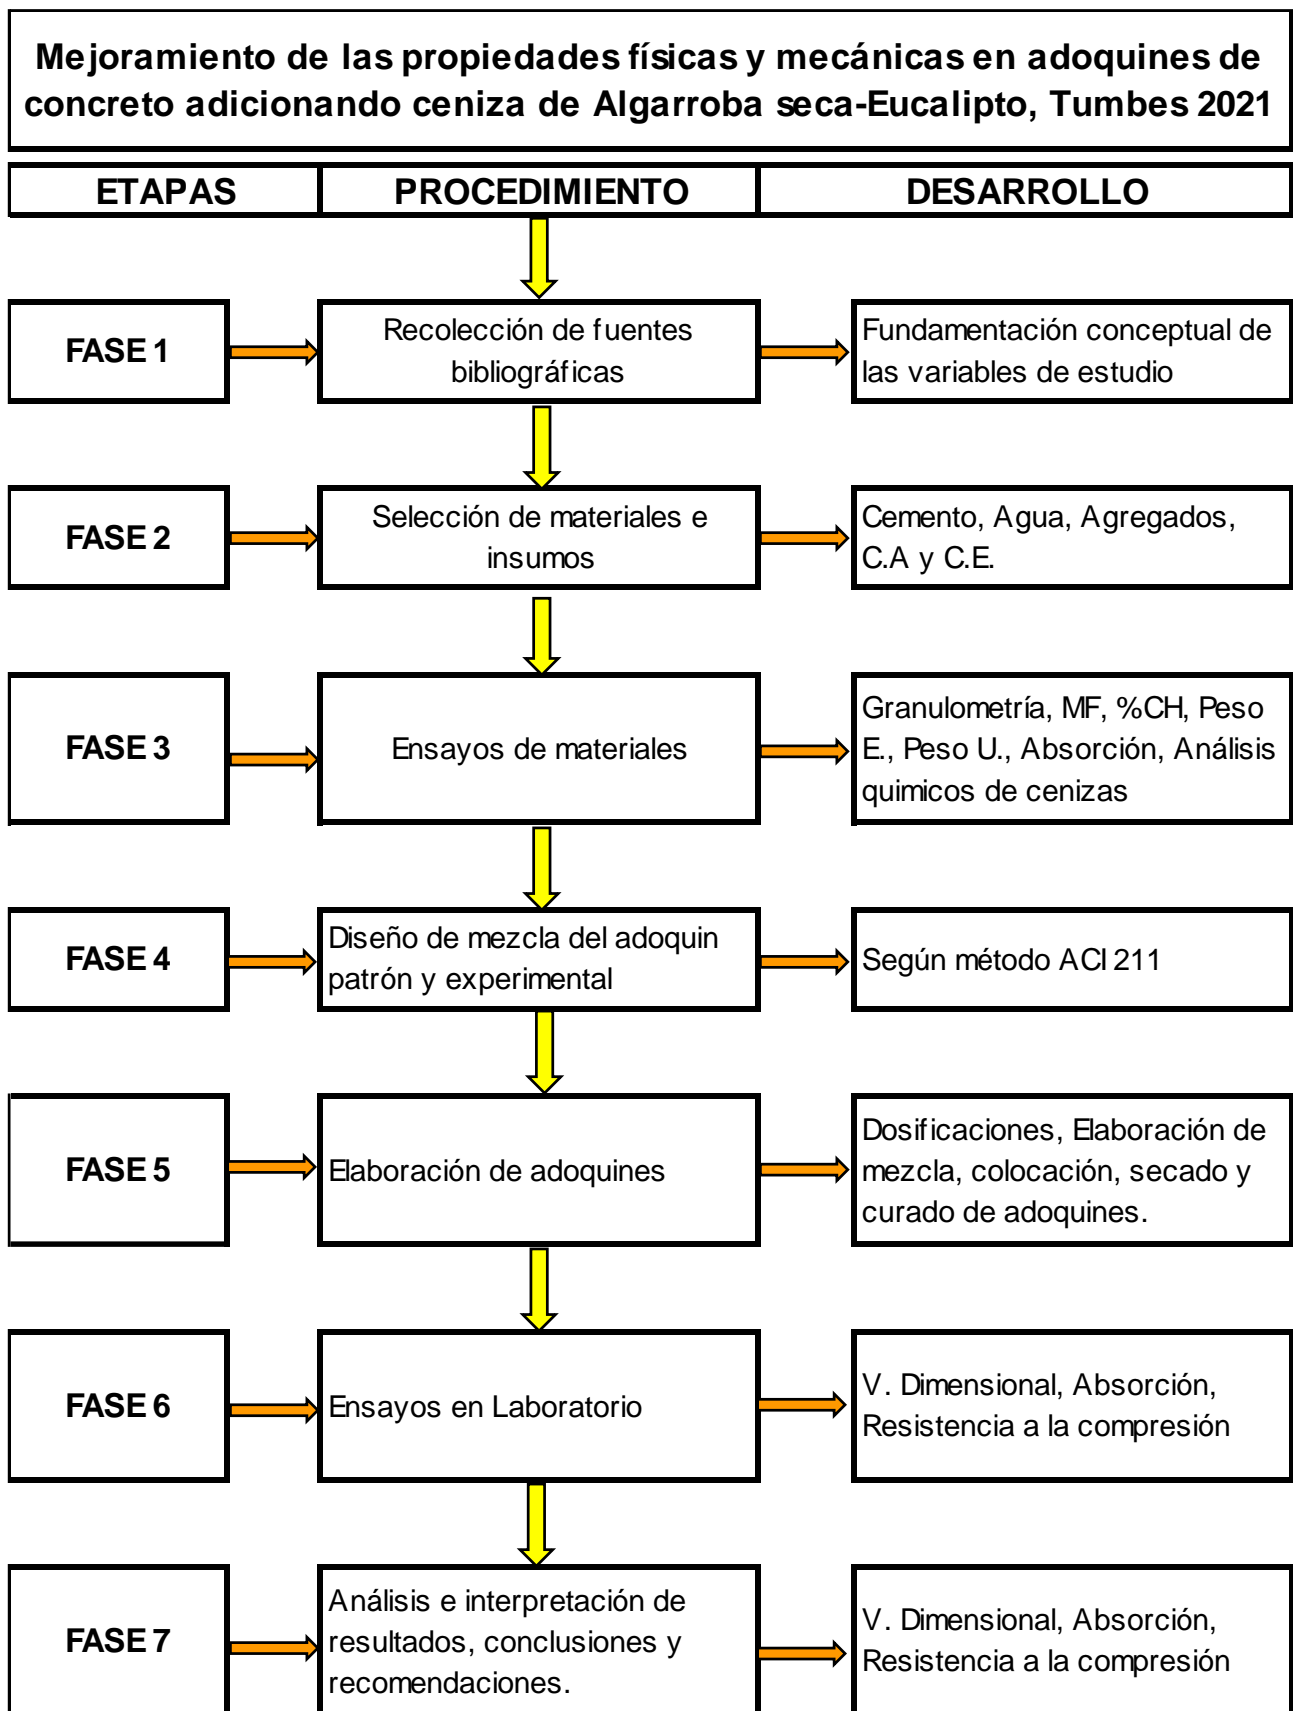 Mejoramiento de las propiedades físicas y mecánicas en adoquines de
concreto adicionando ceniza de Algarroba seca-Eucalipto, Tumbes 2021
ETAPAS
PROCEDIMIENTO
DESARROLLO
FASE 1
Recolección de fuentes
bibliográficas
Fundamentación conceptual de
las variables de estudio
FASE 2
Selección de materiales e
insumos
Cemento, Agua, Agregados,
C.A y C.E.
FASE 3
Ensayos de materiales
Granulometría, MF, %CH, Peso
E., Peso U., Absorción, Análisis
quimicos de cenizas
FASE 4
Diseño de mezcla del adoquin
patrón y experimental
Según método ACI 211
FASE 5
Elaboración de adoquines
Dosificaciones, Elaboración de
mezcla, colocación, secado y
curado de adoquines.
FASE 6
Ensayos en Laboratorio
V. Dimensional, Absorción,
Resistencia a la compresión
FASE 7
Análisis e interpretación de
resultados, conclusiones y
recomendaciones.
V. Dimensional, Absorción,
Resistencia a la compresión